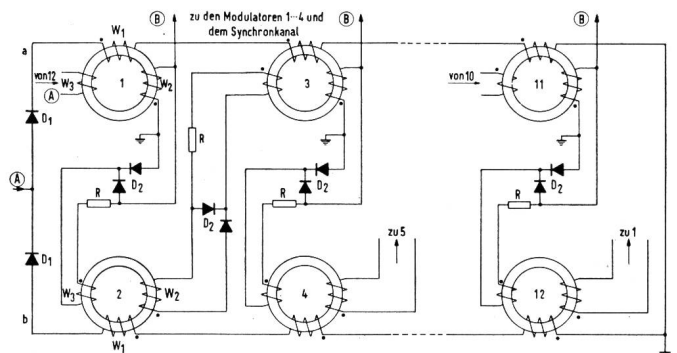 B zu den Modulatoren 1···4 und B B
dem Synchronkanal
W1
a
von 12 1 3 von 10 11
W3 W2
A
D1
R
A
D2 D2 D2
R R R
D2
zu 5 zu 1
D1
W3 2 W2 4 12
b
W1